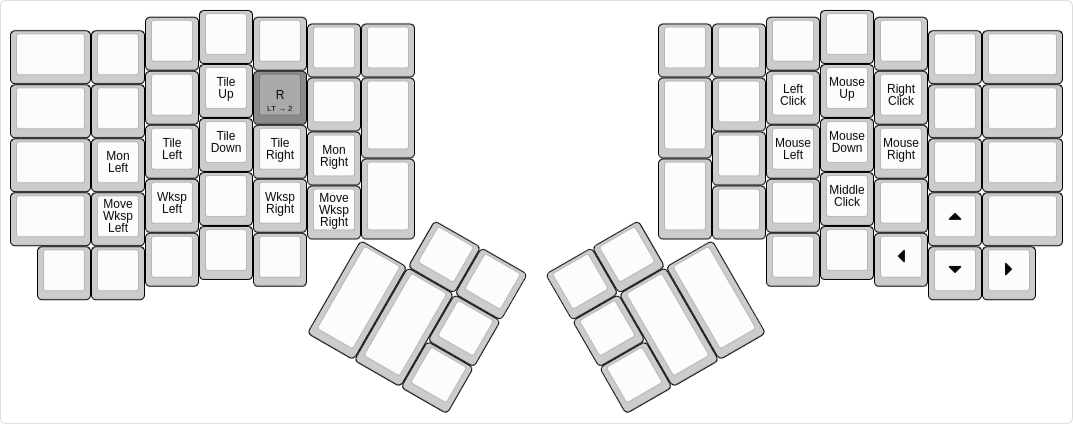 Tile
Up
R
LT → 2
Left
Click
Mouse
Up
Right
Click
Mon
Left
Tile
Left
Tile
Down
Tile
Right
Mon
Right
Mouse
Left
Mouse
Down
Mouse
Right
Move
Wksp
Left
Wksp
Left
Wksp
Right
Move
Wksp
Right
Middle
Click